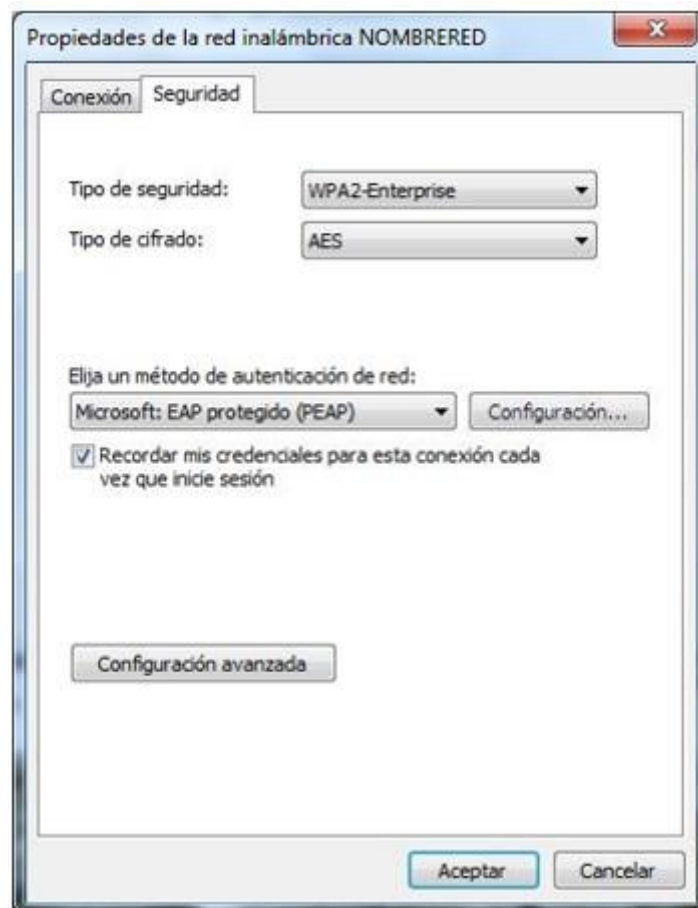 Propiedades de la red inalámbrica NOMBRERED
Conexión Seguridad
Tipo de seguridad: WPA2-Enterprise
Tipo de cifrado: AES
Elija un método de autenticación de red:
Microsoft: EAP protegido (PEAP) Configuración...
Recordar mis credenciales para esta conexión cada
vez que inicie sesión
Configuración avanzada
Aceptar Cancelar